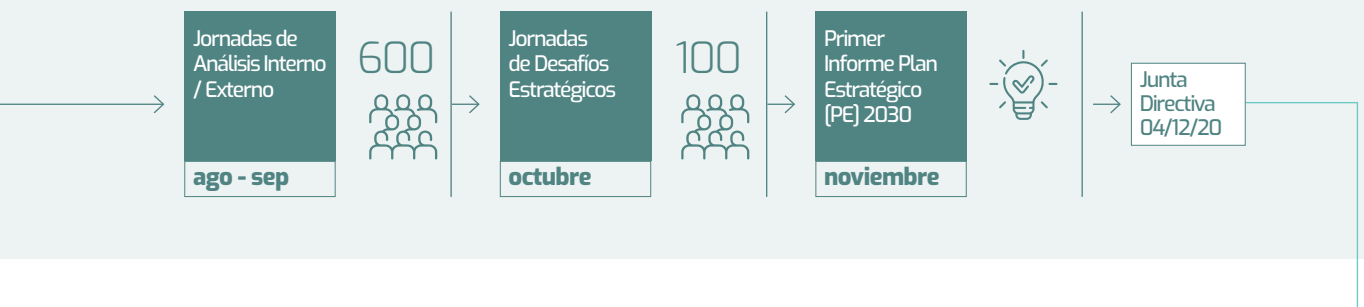 Jornadas de
Análisis Interno
/ Externo
600
ago - sep
Jornadas
de Desafíos
Estratégicos
100
octubre
Primer
Informe Plan
Estratégico
(PE) 2030
noviembre
Junta
Directiva
04/12/20